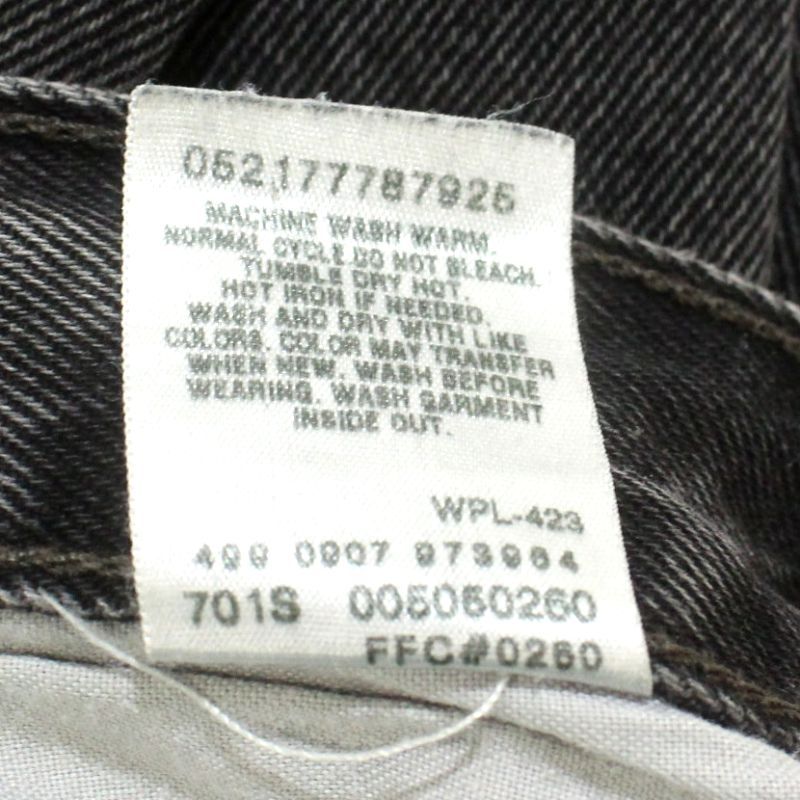 052177787925
MACHINE WASH WARM.
NORMAL CYCLE. DO NOT BLEACH.
TUMBLE DRY HOT.
HOT IRON IF NEEDED.
WASH AND DRY WITH LIKE
COLORS. COLOR MAY TRANSFER
WHEN NEW. WASH BEFORE
WEARING. WASH GARMENT
INSIDE OUT.
WPL-423
499 0907 973964
701S 005050260
FFC#0260